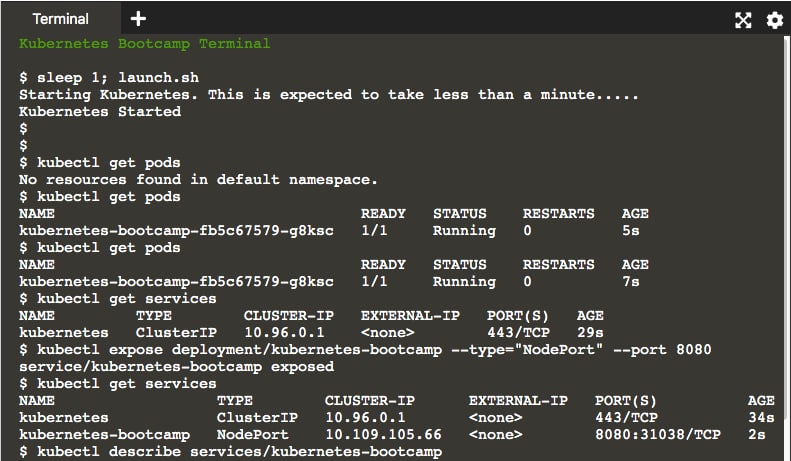 Terminal +
Kubernetes Bootcamp Terminal
$ sleep 1; launch.sh
Starting Kubernetes. This is expected to take less than a minute.....
Kubernetes Started
$
$
$ kubectl get pods
No resources found in default namespace.
$ kubectl get pods
NAME READY STATUS RESTARTS AGE
kubernetes-bootcamp-fb5c67579-g8ksc 1/1 Running 0 5s
$ kubectl get pods
NAME READY STATUS RESTARTS AGE
kubernetes-bootcamp-fb5c67579-g8ksc 1/1 Running 0 7s
$ kubectl get services
NAME TYPE CLUSTER-IP EXTERNAL-IP PORT(S) AGE
kubernetes ClusterIP 10.96.0.1 <none> 443/TCP 29s
$ kubectl expose deployment/kubernetes-bootcamp --type="NodePort" --port 8080
service/kubernetes-bootcamp exposed
$ kubectl get services
NAME TYPE CLUSTER-IP EXTERNAL-IP PORT(S) AGE
kubernetes ClusterIP 10.96.0.1 <none> 443/TCP 34s
kubernetes-bootcamp NodePort 10.109.105.66 <none> 8080:31038/TCP 2s
$ kubectl describe services/kubernetes-bootcamp